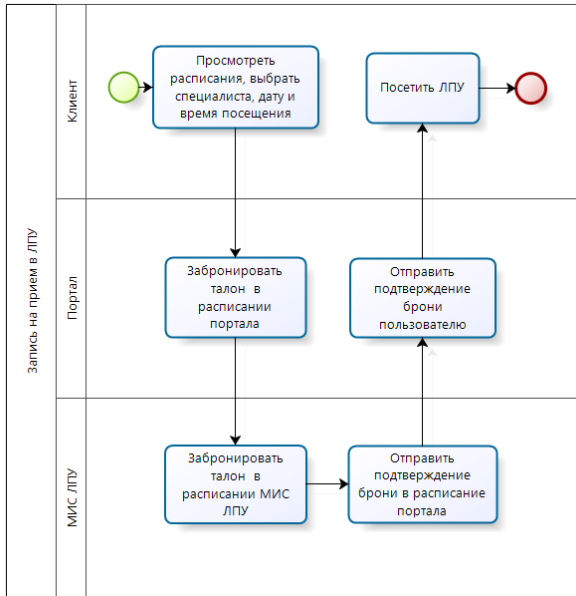 Запись на прием в ЛПУ
Клиент
Просмотреть
расписания, выбрать
специалиста, дату и
время посещения
Посетить ЛПУ
Портал
Забронировать
талон в
расписании
портала
Отправить
подтверждение
брони
пользователю
МИС ЛПУ
Забронировать
талон в
расписании МИС
ЛПУ
Отправить
подтверждение
брони в расписание
портала